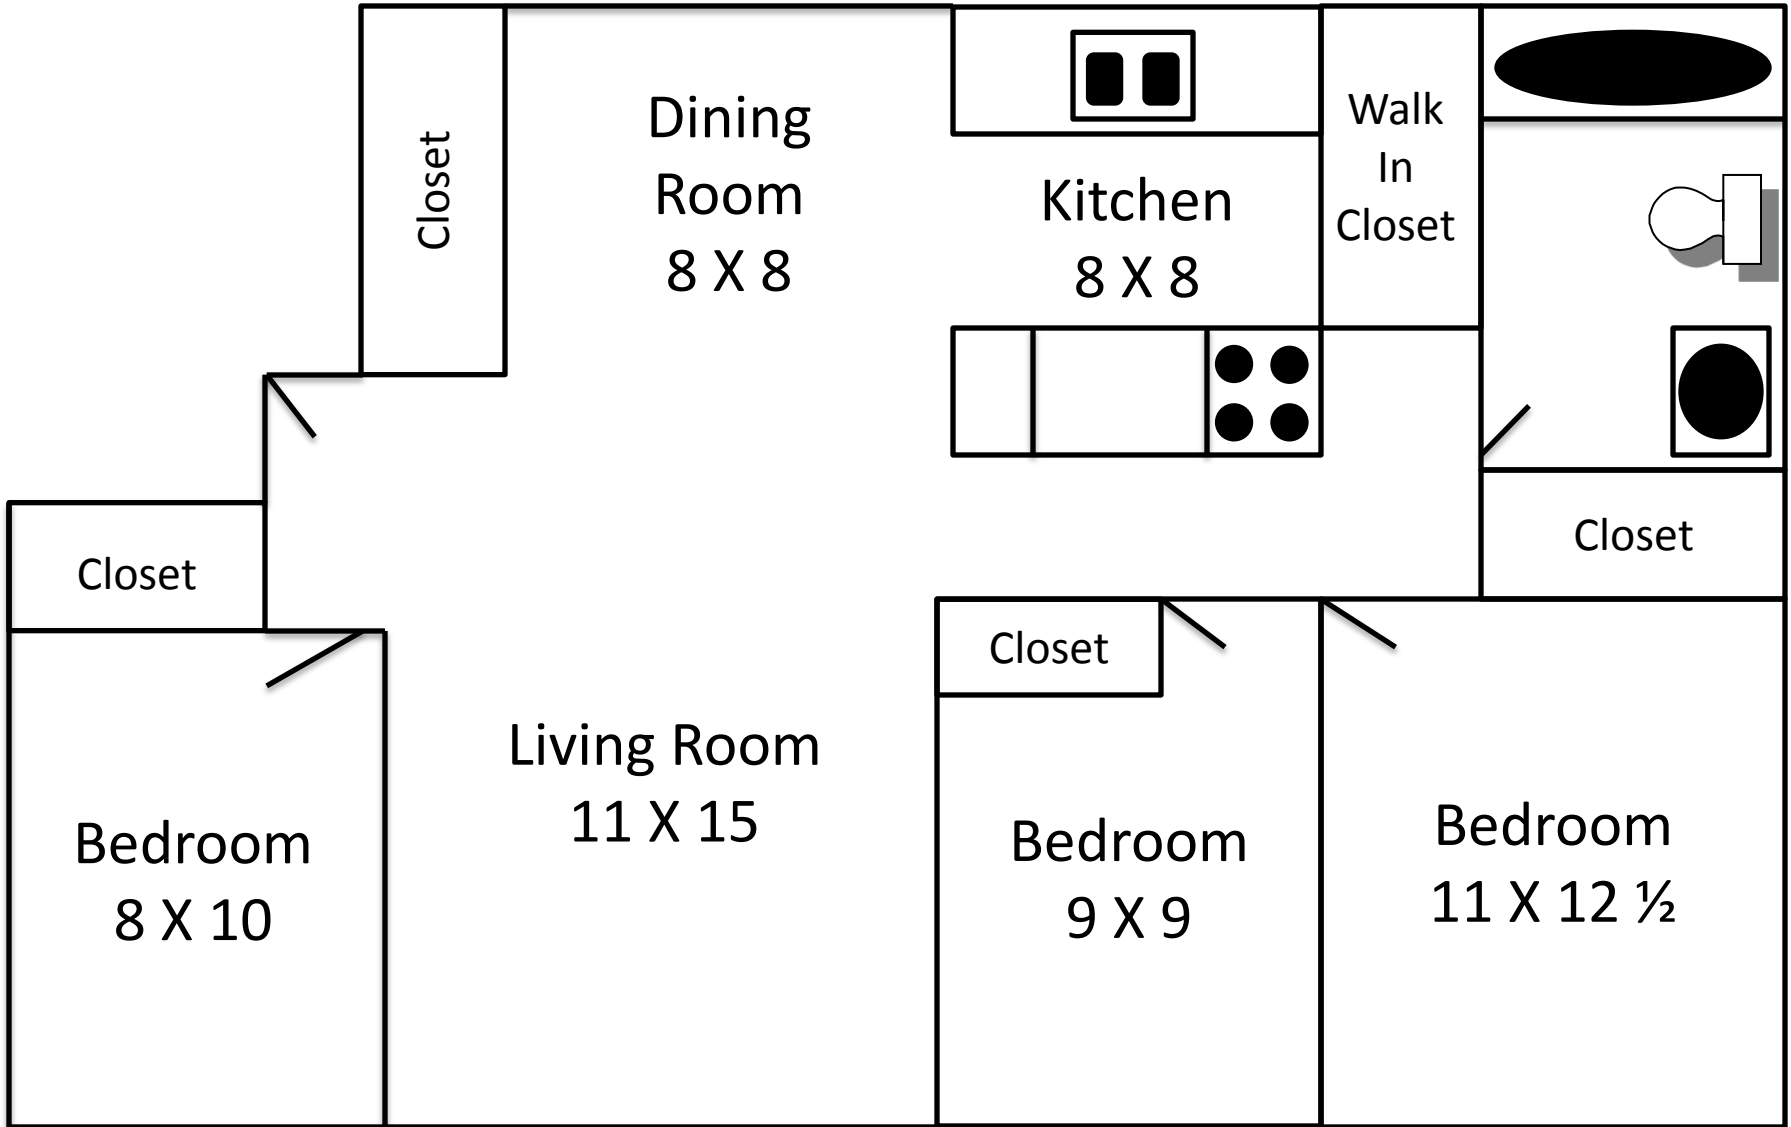 Closet
Dining
Room
8 X 8
Kitchen
8 X 8
Walk
In
Closet
Closet
Closet
Closet
Living Room
11 X 15
Bedroom
8 X 10
Bedroom
9 X 9
Bedroom
11 X 12 ½